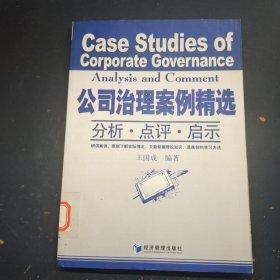 Case Studies of
Corporate Governance
Analysis and Comment
公司治理案例精选
分析·点评·启示
王国成 编著
经济管理出版社